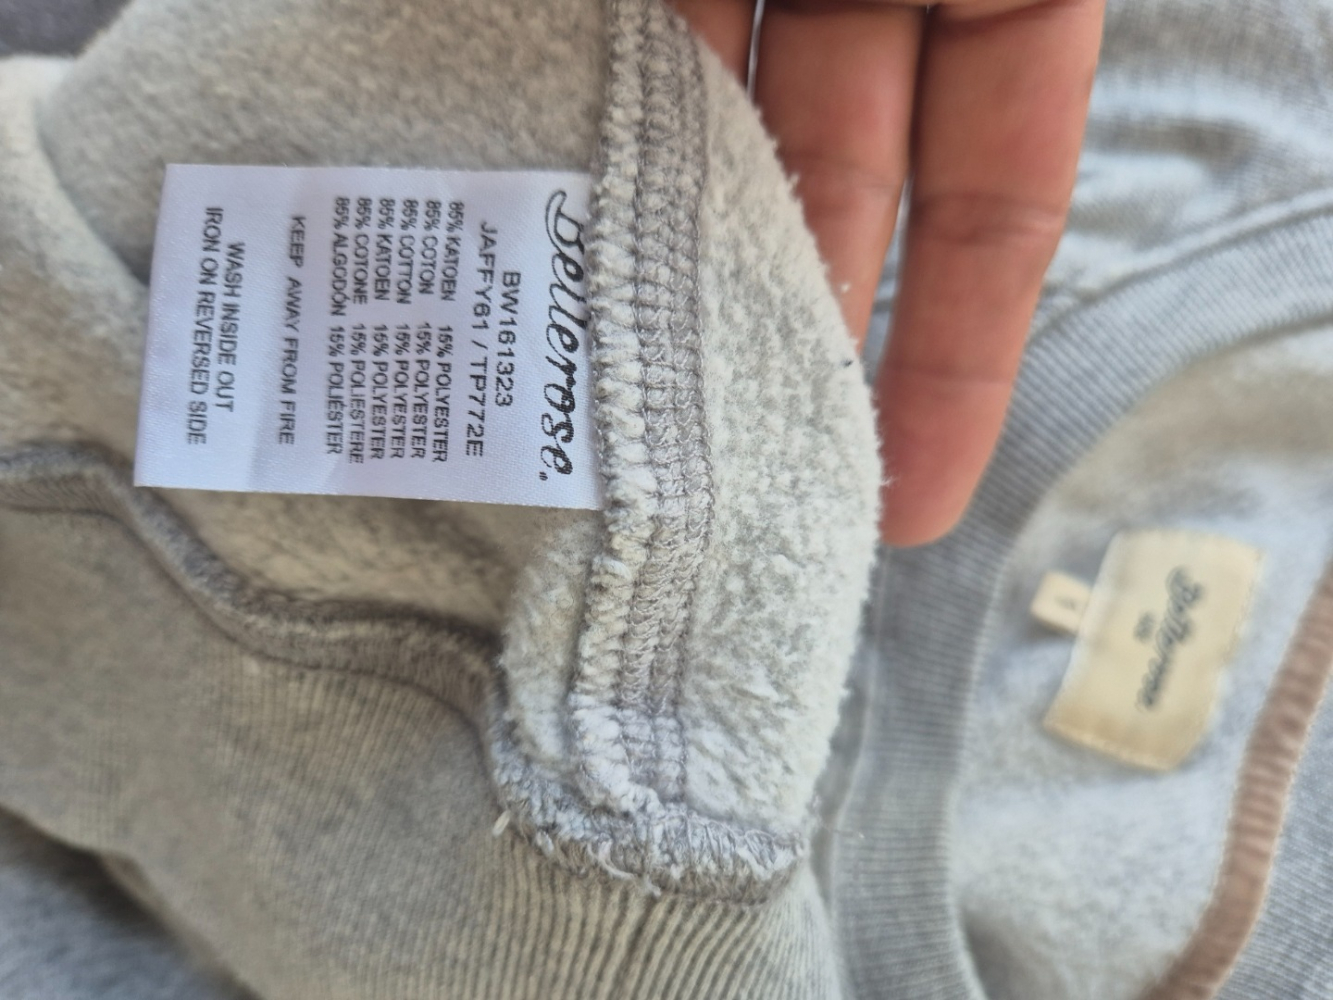 Bellerose.
BW161323
JAFFY61 / TP772E
85% KATOEN 15% POLYESTER
85% COTON 15% POLYESTER
85% COTTON 15% POLYESTER
85% KATOEN 15% POLYESTER
85% COTONE 15% POLIESTERE
85% ALGODÓN 15% POLIÉSTER
KEEP AWAY FROM FIRE
WASH INSIDE OUT
IRON ON REVERSED SIDE
Bellerose